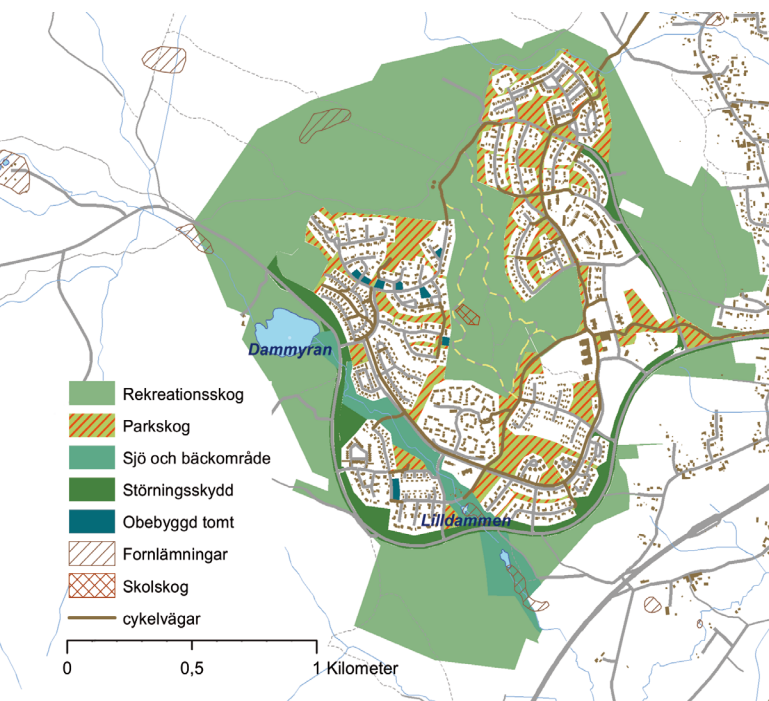 Dammyran
Rekreationsskog
Parkskog
Sjö och bäckområde
Störningsskydd
Obebyggd tomt
Lilldammen
Fornlämningar
Skolskog
cykelvägar
0 0,5 1 Kilometer